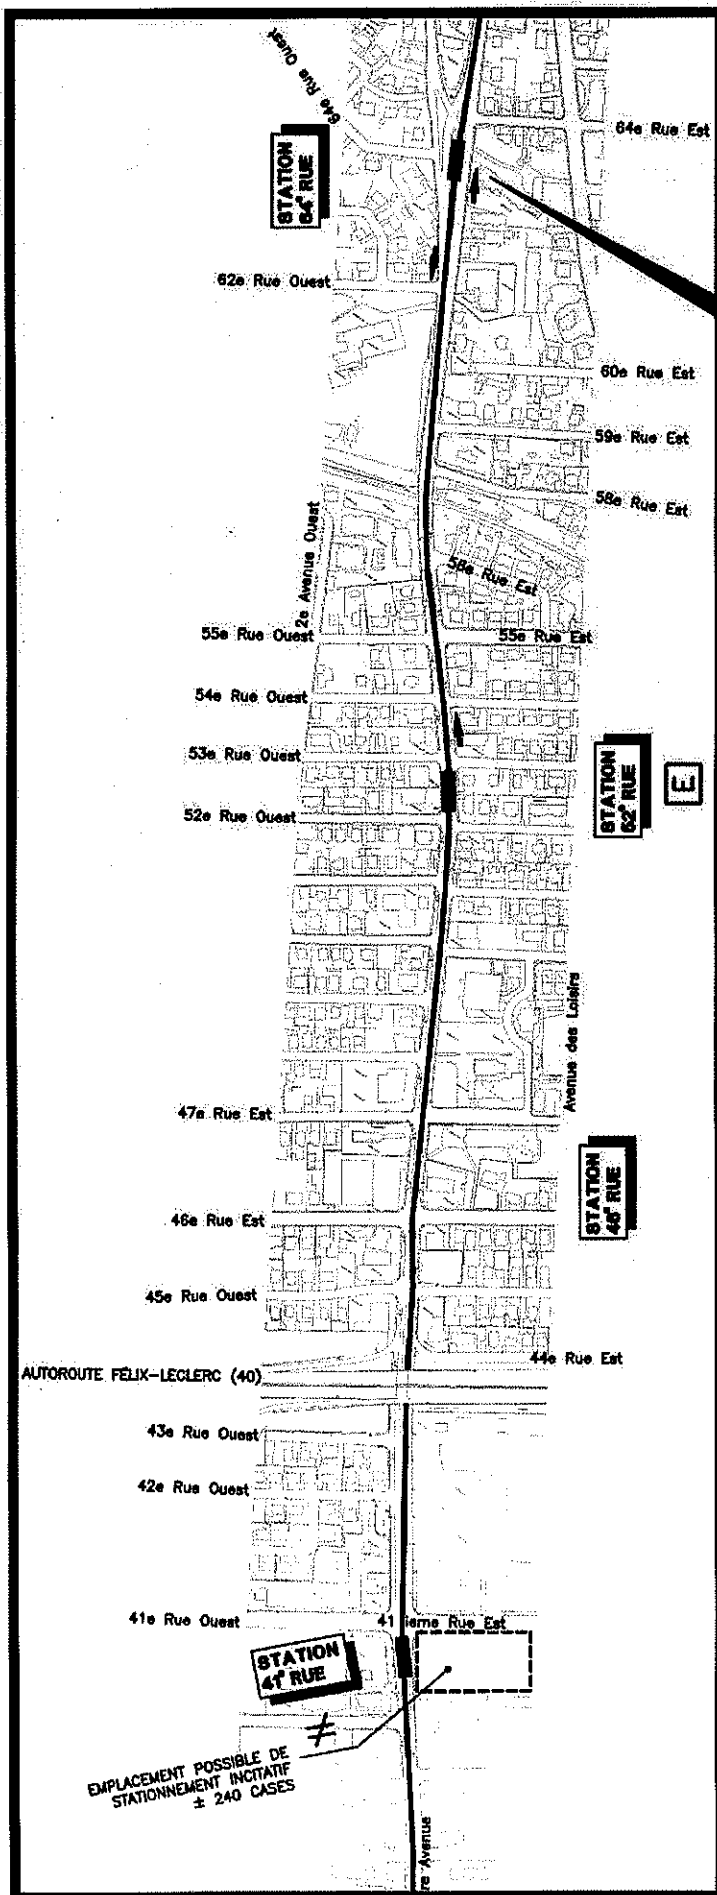 64e Rue Ouest
64e Rue Est
STATION
64e RUE
62e Rue Ouest
60e Rue Est
59e Rue Est
58e Rue Est
2e Avenue Ouest
58e Rue Est
55e Rue Ouest
55e Rue Est
54e Rue Ouest
53e Rue Ouest
STATION
52e RUE
E
52e Rue Ouest
Avenue des Loisirs
47e Rue Est
STATION
46e RUE
46e Rue Est
45e Rue Ouest
44e Rue Est
AUTOROUTE FÉLIX-LECLERC (40)
43e Rue Ouest
42e Rue Ouest
41e Rue Ouest
41 ieme Rue Est
STATION
41e RUE
≠
EMPLACEMENT POSSIBLE DE
STATIONNEMENT INCITATIF
± 240 CASES
re Avenue